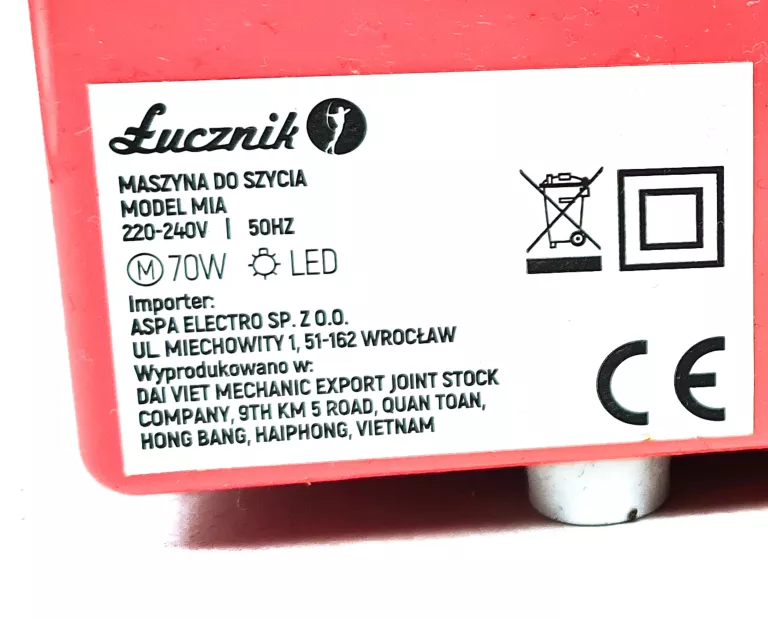 Łucznik
MASZYNA DO SZYCIA
MODEL MIA
220-240V | 50HZ
M 70W LED
Importer:
ASPA ELECTRO SP. Z O.O.
UL. MIECHOWITY 1, 51-162 WROCŁAW
Wyprodukowano w:
DAI VIET MECHANIC EXPORT JOINT STOCK
COMPANY, 9TH KM 5 ROAD, QUAN TOAN,
HONG BANG, HAIPHONG, VIETNAM
CE